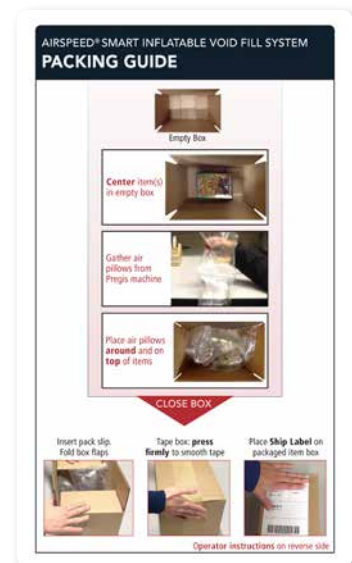 AIRSPEED® SMART INFLATABLE VOID FILL SYSTEM
PACKING GUIDE
Empty Box
Center item(s)
in empty box
Gather air
pillows from
Pregis machine
Place air pillows
around and on
top of items
CLOSE BOX
Insert pack slip.
Fold box flaps
Tape box: press
firmly to smooth tape
Place Ship Label on
packaged item box
Operator instructions on reverse side